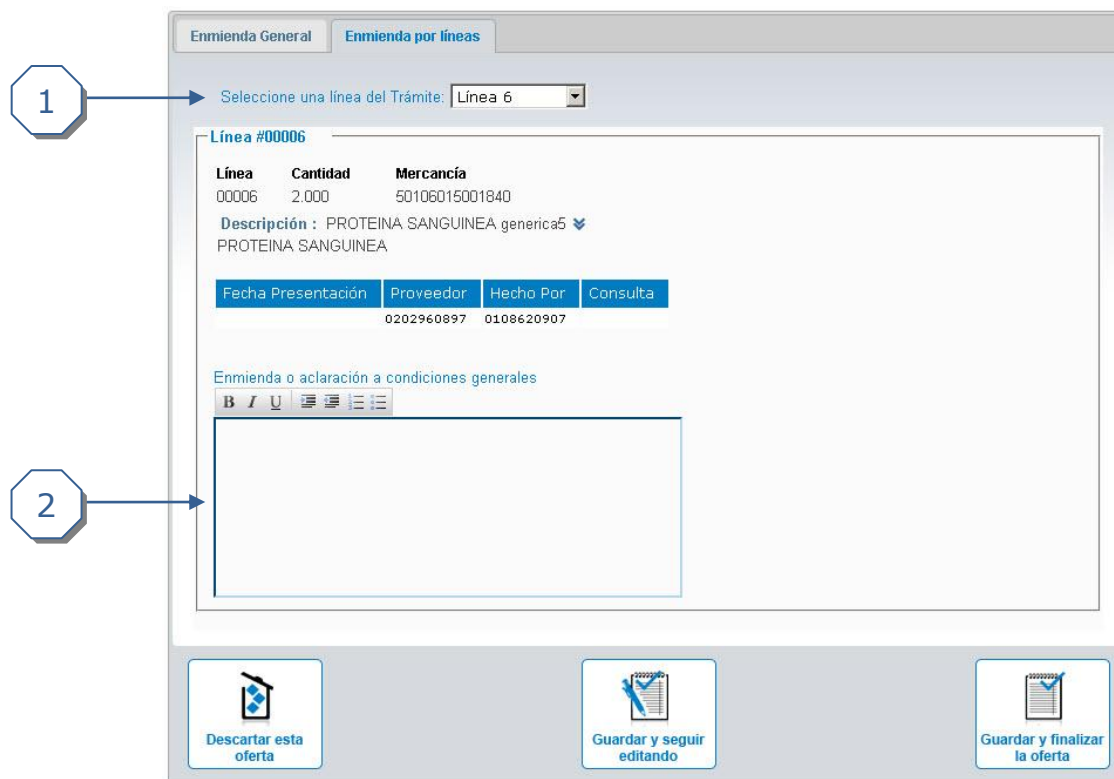 Enmienda General Enmienda por líneas
1
Seleccione una línea del Trámite: Línea 6
Línea #00006
Línea Cantidad Mercancía
00006 2.000 50106015001840
Descripción : PROTEINA SANGUINEA generica5
PROTEINA SANGUINEA
Fecha Presentación Proveedor Hecho Por Consulta
0202960897 0108620907
Enmienda o aclaración a condiciones generales
B I U
2
Descartar esta
oferta
Guardar y seguir
editando
Guardar y finalizar
la oferta